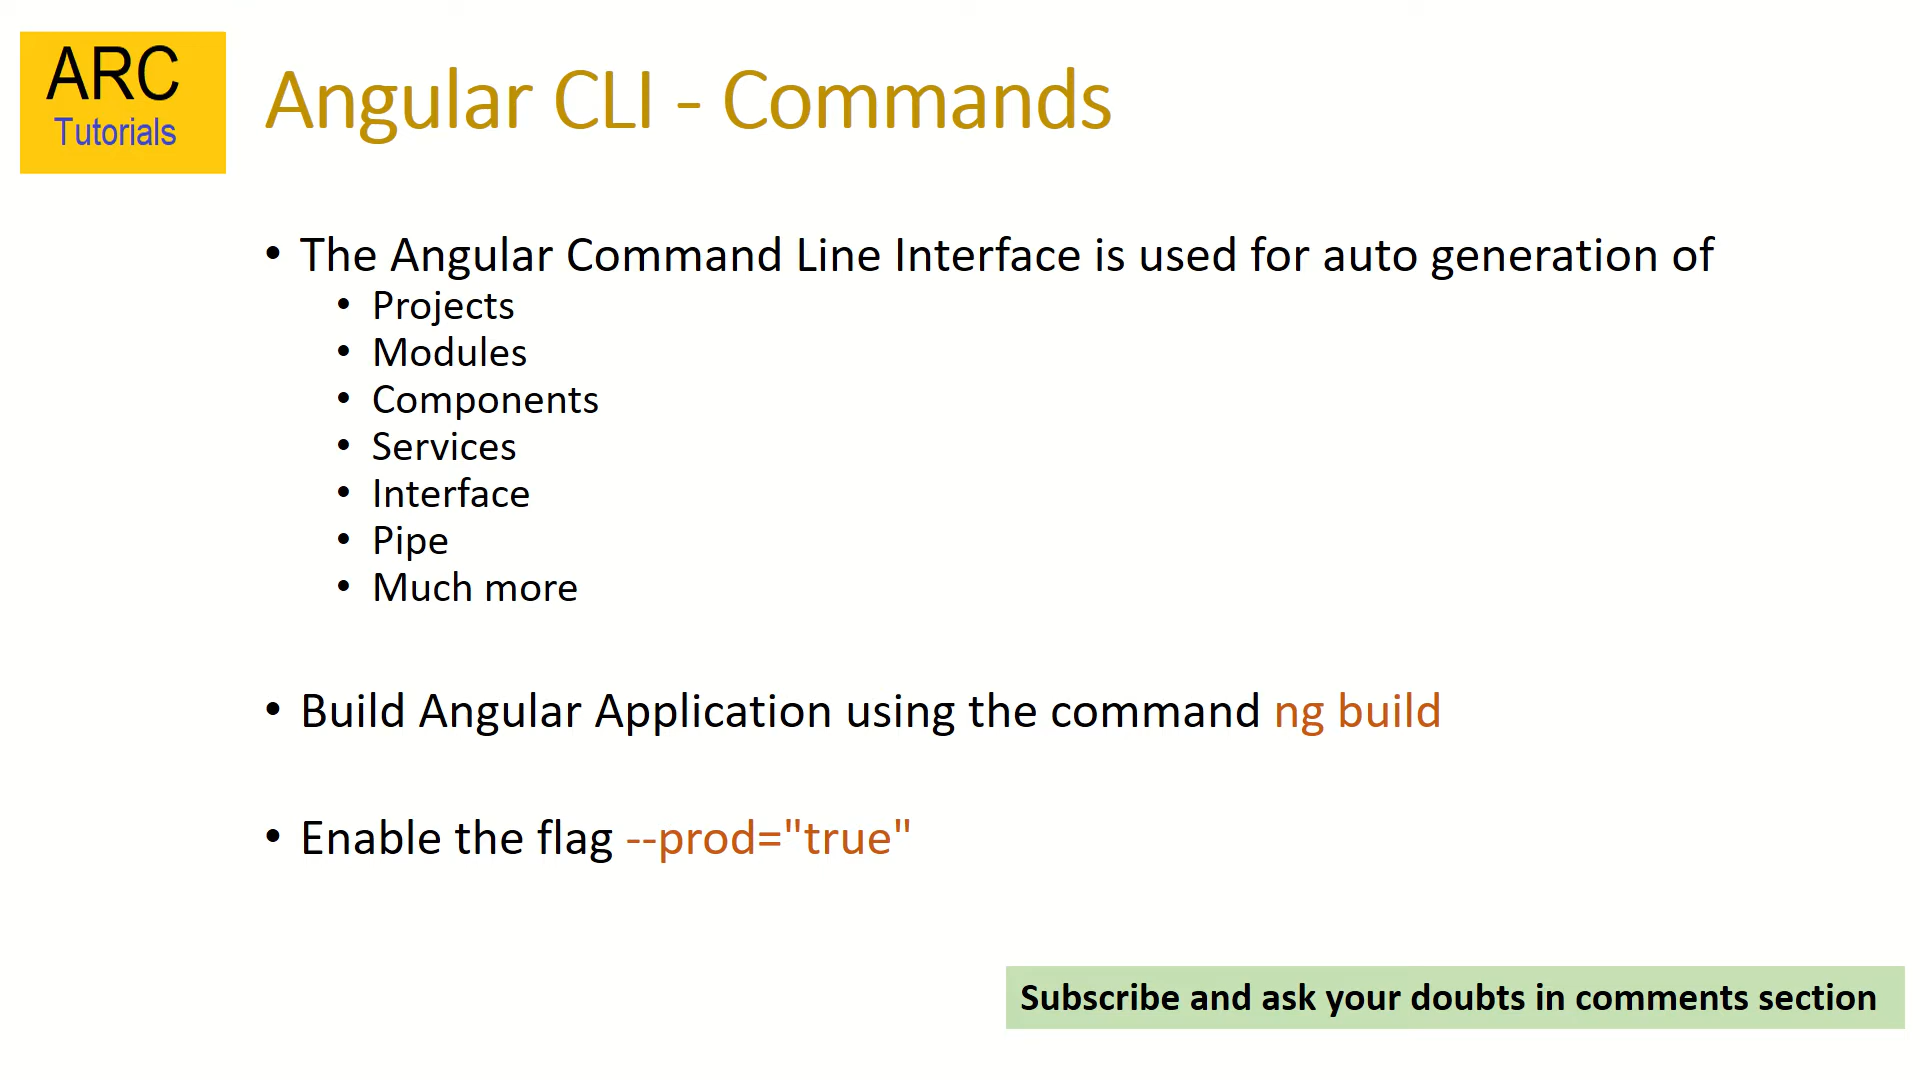 ARC
Tutorials
Angular CLI - Commands
• The Angular Command Line Interface is used for auto generation of
• Projects
• Modules
• Components
• Services
• Interface
• Pipe
• Much more
• Build Angular Application using the command ng build
• Enable the flag --prod="true"
Subscribe and ask your doubts in comments section